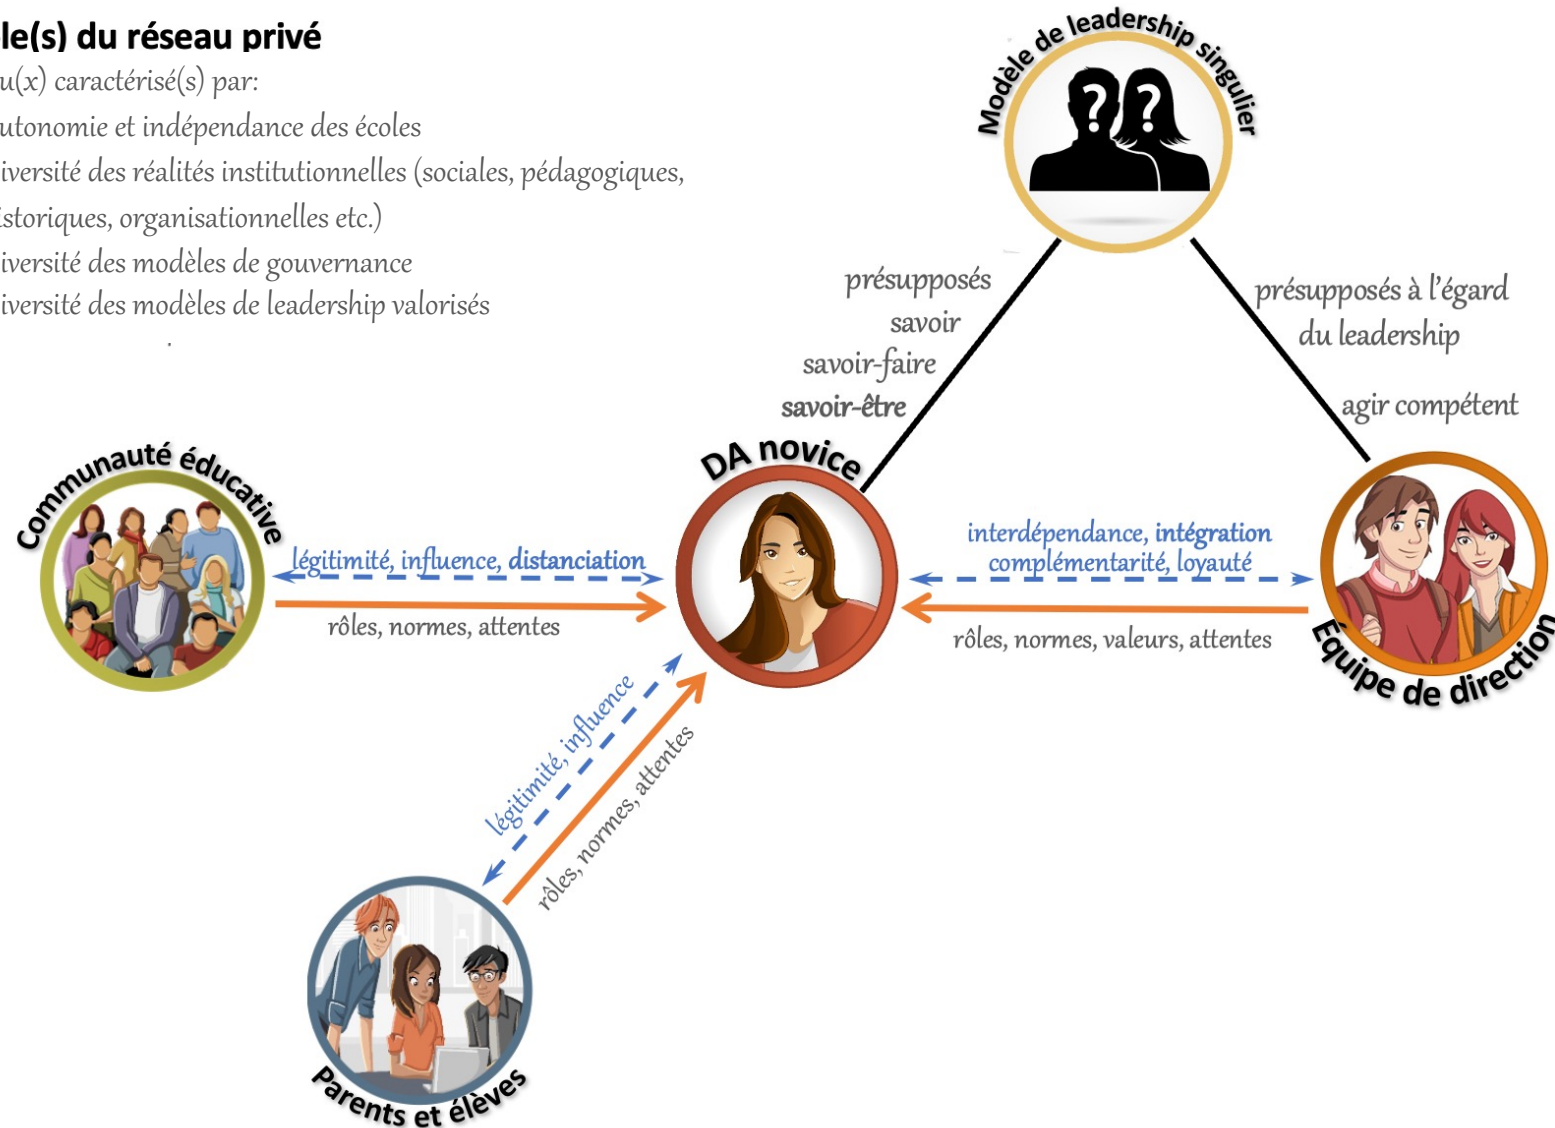 le(s) du réseau privé
u(x) caractérisé(s) par:
utonomie et indépendance des écoles
iversité des réalités institutionnelles (sociales, pédagogiques,
istoriques, organisationnelles etc.)
iversité des modèles de gouvernance
iversité des modèles de leadership valorisés
.
Modèle de leadership singulier
? ?
présupposés
savoir
savoir-faire
savoir-être
présupposés à l'égard
du leadership
agir compétent
Communauté éducative
DA novice
légitimité, influence, distanciation
rôles, normes, attentes
interdépendance, intégration
complémentarité, loyauté
rôles, normes, valeurs, attentes
Équipe de direction
légitimité, influence
rôles, normes, attentes
Parents et élèves